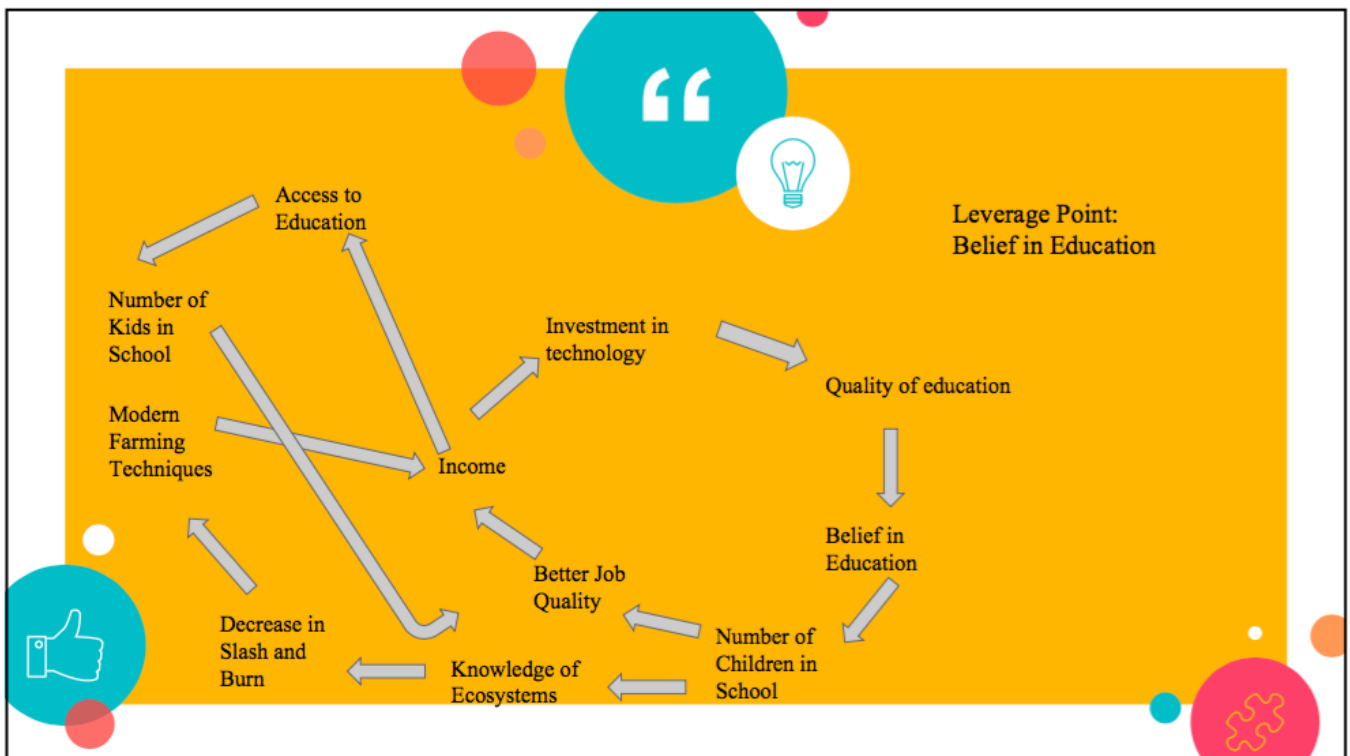 “
Access to
Education
Leverage Point:
Belief in Education
Number of
Kids in
School
Investment in
technology
Quality of education
Modern
Farming
Techniques
Income
Belief in
Education
Better Job
Quality
Decrease in
Slash and
Burn
Number of
Children in
School
Knowledge of
Ecosystems